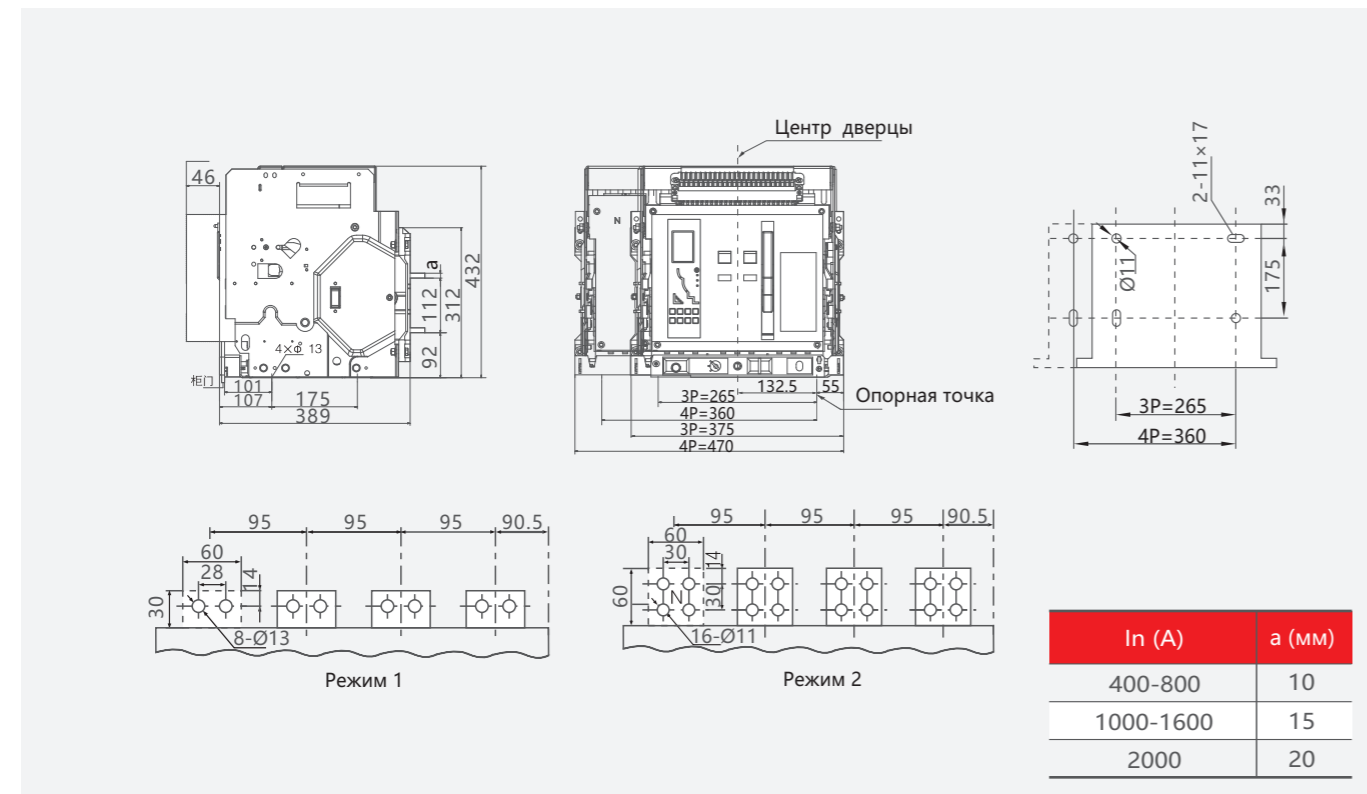 46
a
112
312
432
92
4×φ 13
柜门
101
107
175
389
Центр дверцы
N
132.5
55
Опорная точка
3P=265
4P=360
3P=375
4P=470
2-11×17
33
Ø11
175
3P=265
4P=360
95
95
95
90.5
60
28
14
30
8-Ø13
Режим 1
95
95
95
90.5
60
30
14
60
30
N
16-Ø11
Режим 2
In (A)
a (мм)
400-800
10
1000-1600
15
2000
20